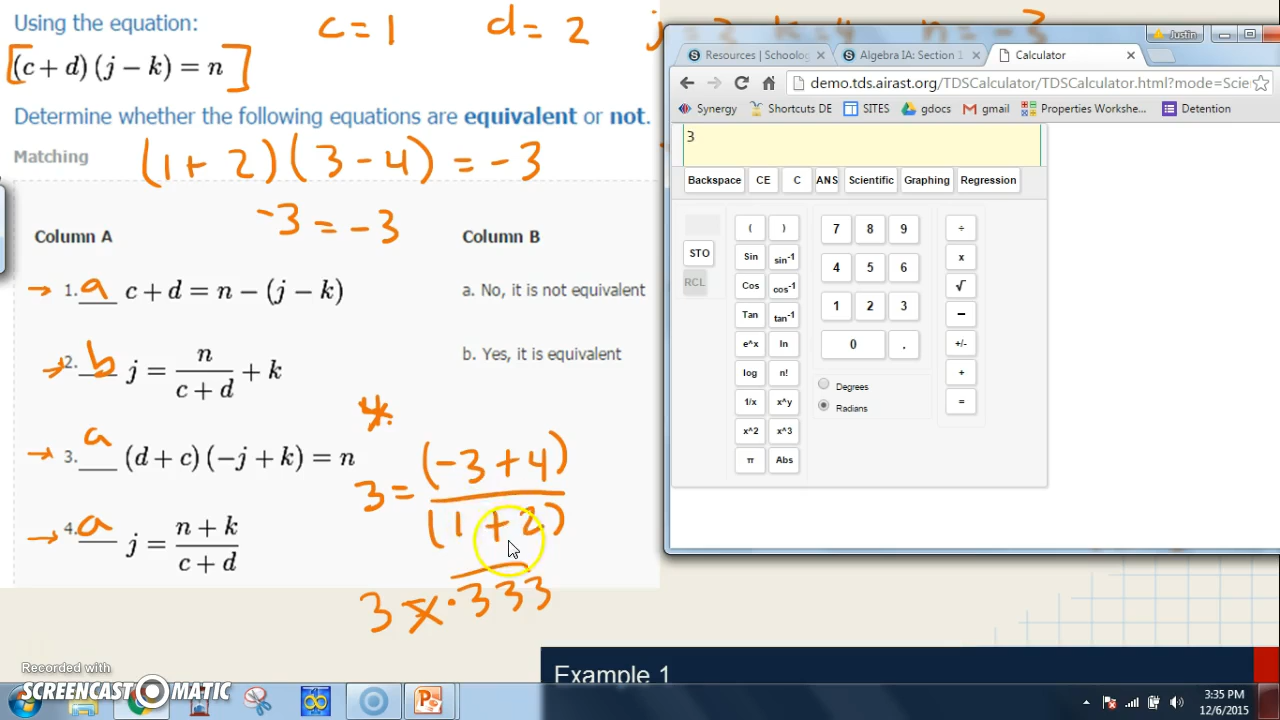 Using the equation:
c = 1 d = 2 k = 4 n = -3
[(c + d)(j − k) = n]
Determine whether the following equations are equivalent or not.
Matching
(1 + 2)(3 - 4) = -3
-3 = -3
Column A Column B
→ 1. a c + d = n − (j − k) a. No, it is not equivalent
→ 2. b j = n/(c + d) + k b. Yes, it is equivalent
→ 3. a (d + c)(−j + k) = n
→ 4. a j = (n + k)/(c + d)
*.
3 = (-3 + 4)/(1 + 2)
3 .333
Justin
Resources | Schoolog Algebra IA: Section 1 Calculator
demo.tds.airast.org/TDSCalculator/TDSCalculator.html?mode=Scie
Synergy Shortcuts DE SITES gdocs gmail Properties Workshe... Detention
3
Backspace CE C ANS Scientific Graphing Regression
( ) 7 8 9 ÷
STO Sin sin-1 4 5 6 x
RCL Cos cos-1 1 2 3 √
Tan tan-1 −
e^x ln 0 . +/-
log n! Degrees +
1/x x^y Radians =
x^2 x^3
π Abs
Example 1
Recorded with
SCREENCAST MATIC
3:35 PM
12/6/2015